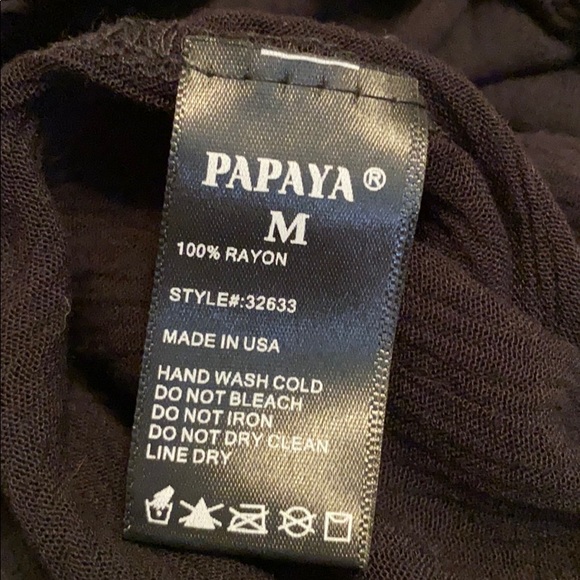 PAPAYA®
M
100% RAYON
STYLE#:32633
MADE IN USA
HAND WASH COLD
DO NOT BLEACH
DO NOT IRON
DO NOT DRY CLEAN
LINE DRY